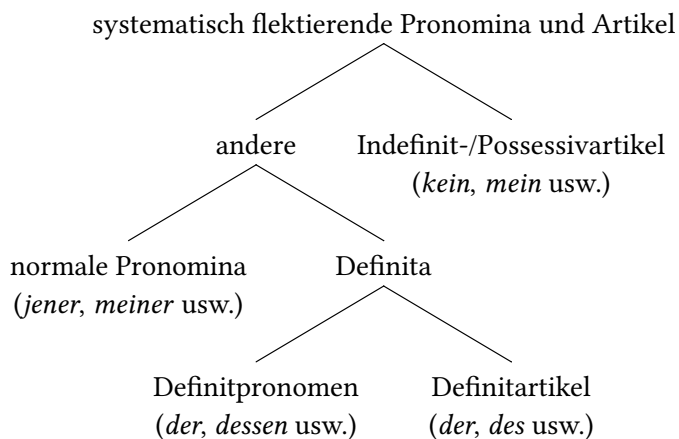 systematisch flektierende Pronomina und Artikel
andere
Indefinit-/Possessivartikel
(kein, mein usw.)
normale Pronomina
(jener, meiner usw.)
Definita
Definitpronomen
(der, dessen usw.)
Definitartikel
(der, des usw.)